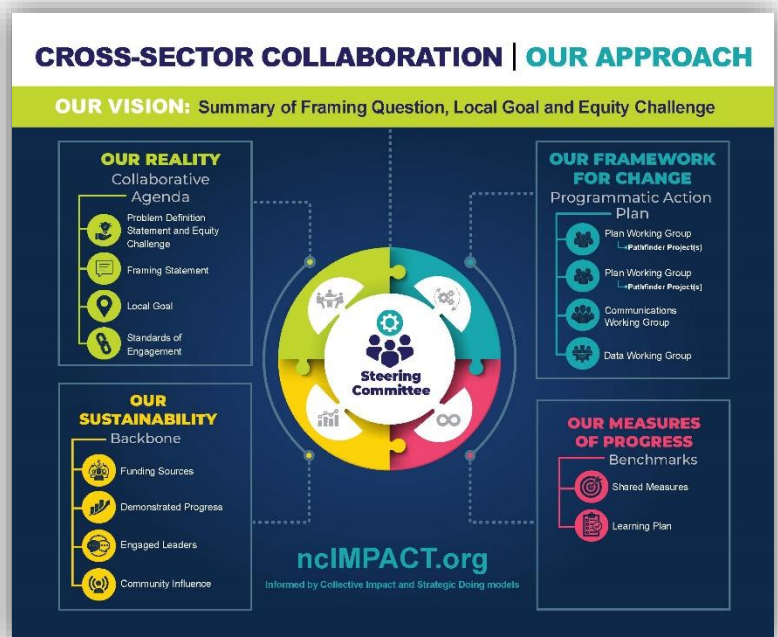 CROSS-SECTOR COLLABORATION | OUR APPROACH
OUR VISION: Summary of Framing Question, Local Goal and Equity Challenge
OUR REALITY
Collaborative
Agenda
Problem Definition
Statement and Equity
Challenge
Framing Statement
Local Goal
Standards of
Engagement
OUR FRAMEWORK
FOR CHANGE
Programmatic Action
Plan
Plan Working Group
Pathfinder Project(s)
Plan Working Group
Pathfinder Project(s)
Communications
Working Group
Data Working Group
Steering
Committee
OUR
SUSTAINABILITY
Backbone
Funding Sources
Demonstrated Progress
Engaged Leaders
Community Influence
OUR MEASURES
OF PROGRESS
Benchmarks
Shared Measures
Learning Plan
ncIMPACT.org
Informed by Collective Impact and Strategic Doing models